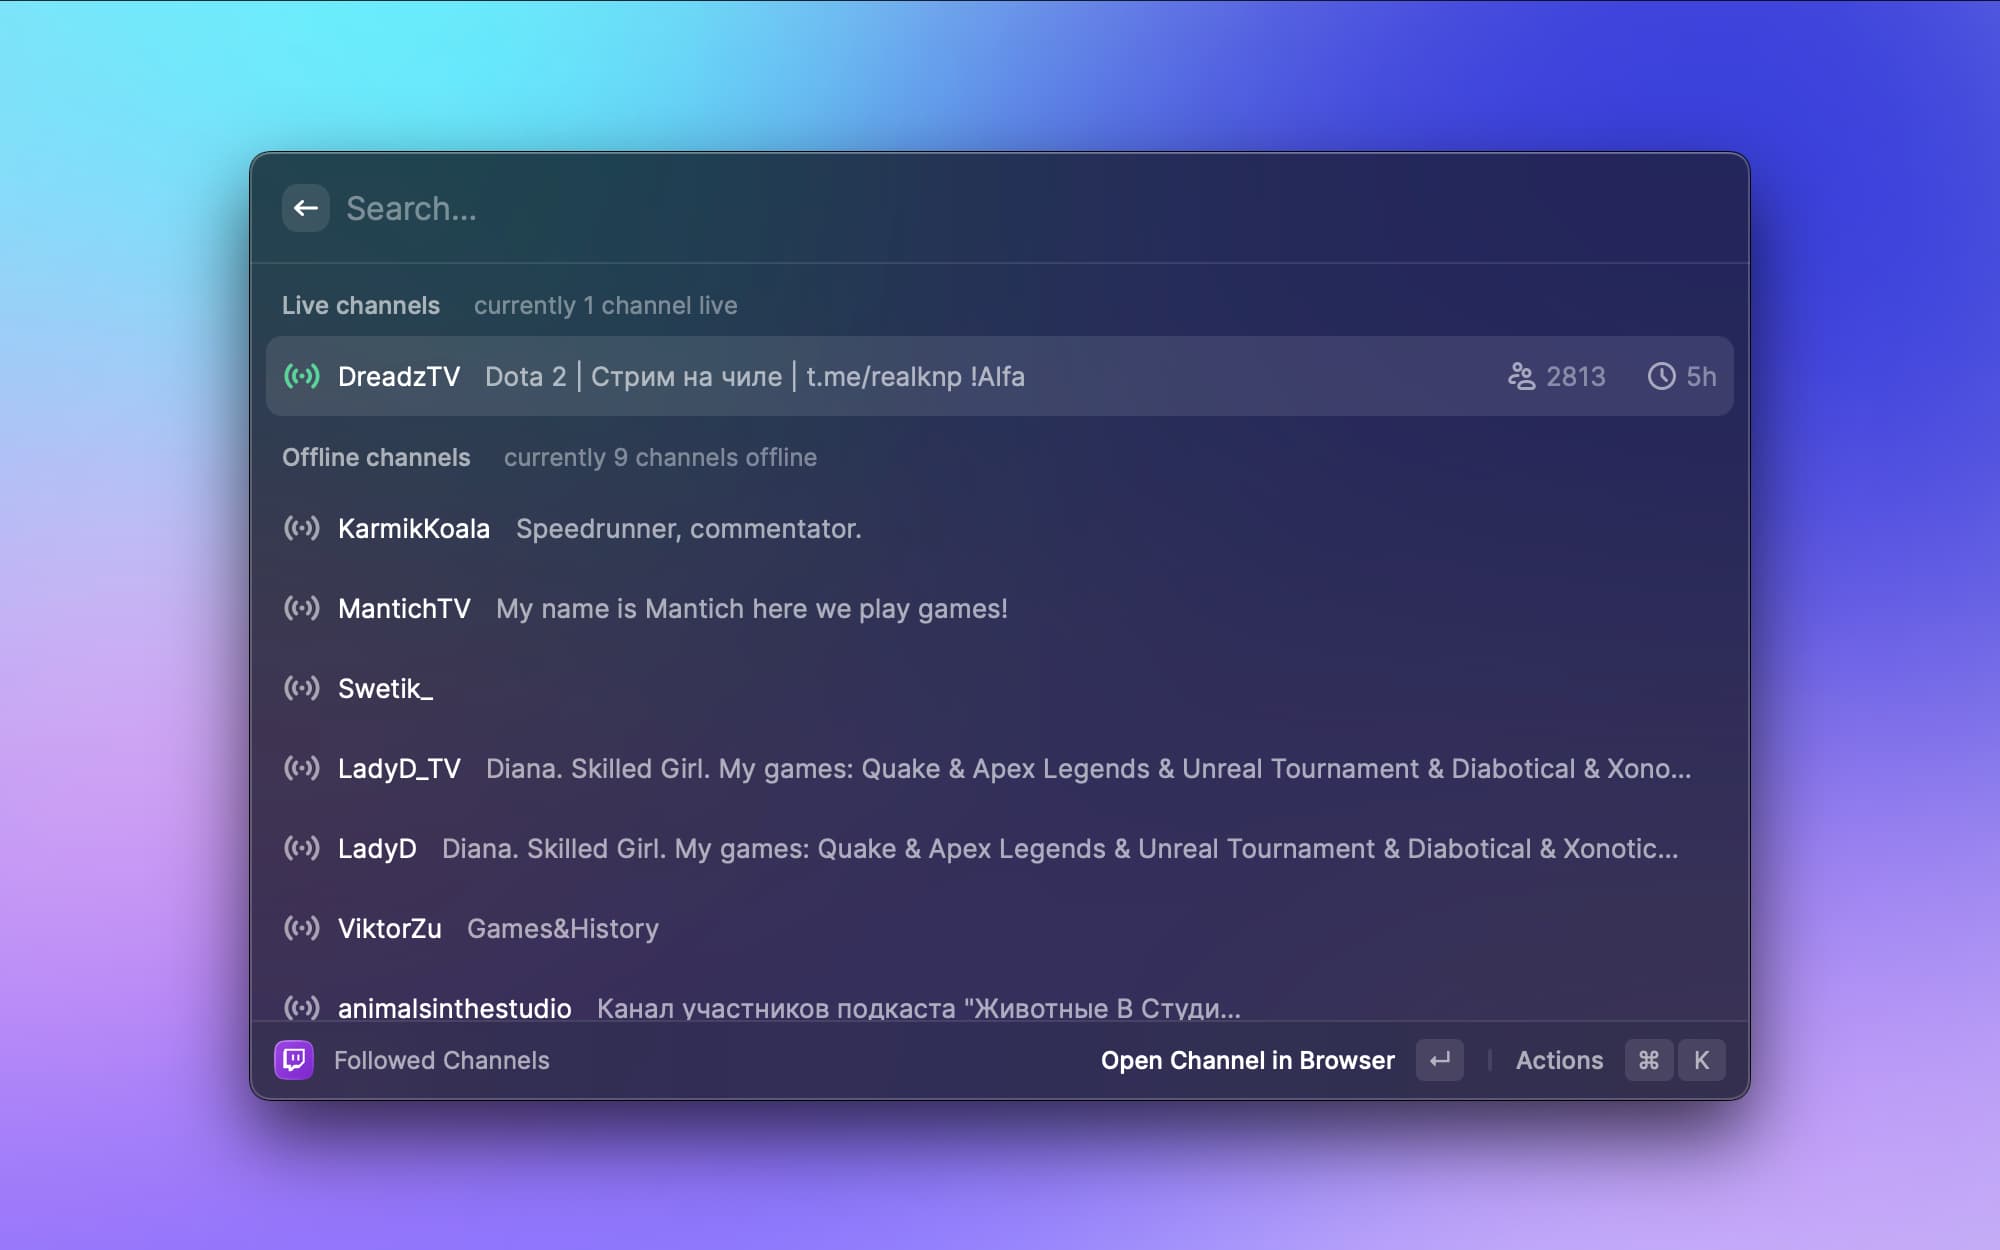 Search...
Live channels currently 1 channel live
DreadzTV Dota 2 | Стрим на чиле | t.me/realknp !Alfa 2813 5h
Offline channels currently 9 channels offline
KarmikKoala Speedrunner, commentator.
MantichTV My name is Mantich here we play games!
Swetik_
LadyD_TV Diana. Skilled Girl. My games: Quake & Apex Legends & Unreal Tournament & Diabotical & Xono...
LadyD Diana. Skilled Girl. My games: Quake & Apex Legends & Unreal Tournament & Diabotical & Xonotic...
ViktorZu Games&History
animalsinthestudio Канал участников подкаста "Животные В Студи...
Followed Channels Open Channel in Browser ↵ Actions ⌘ K